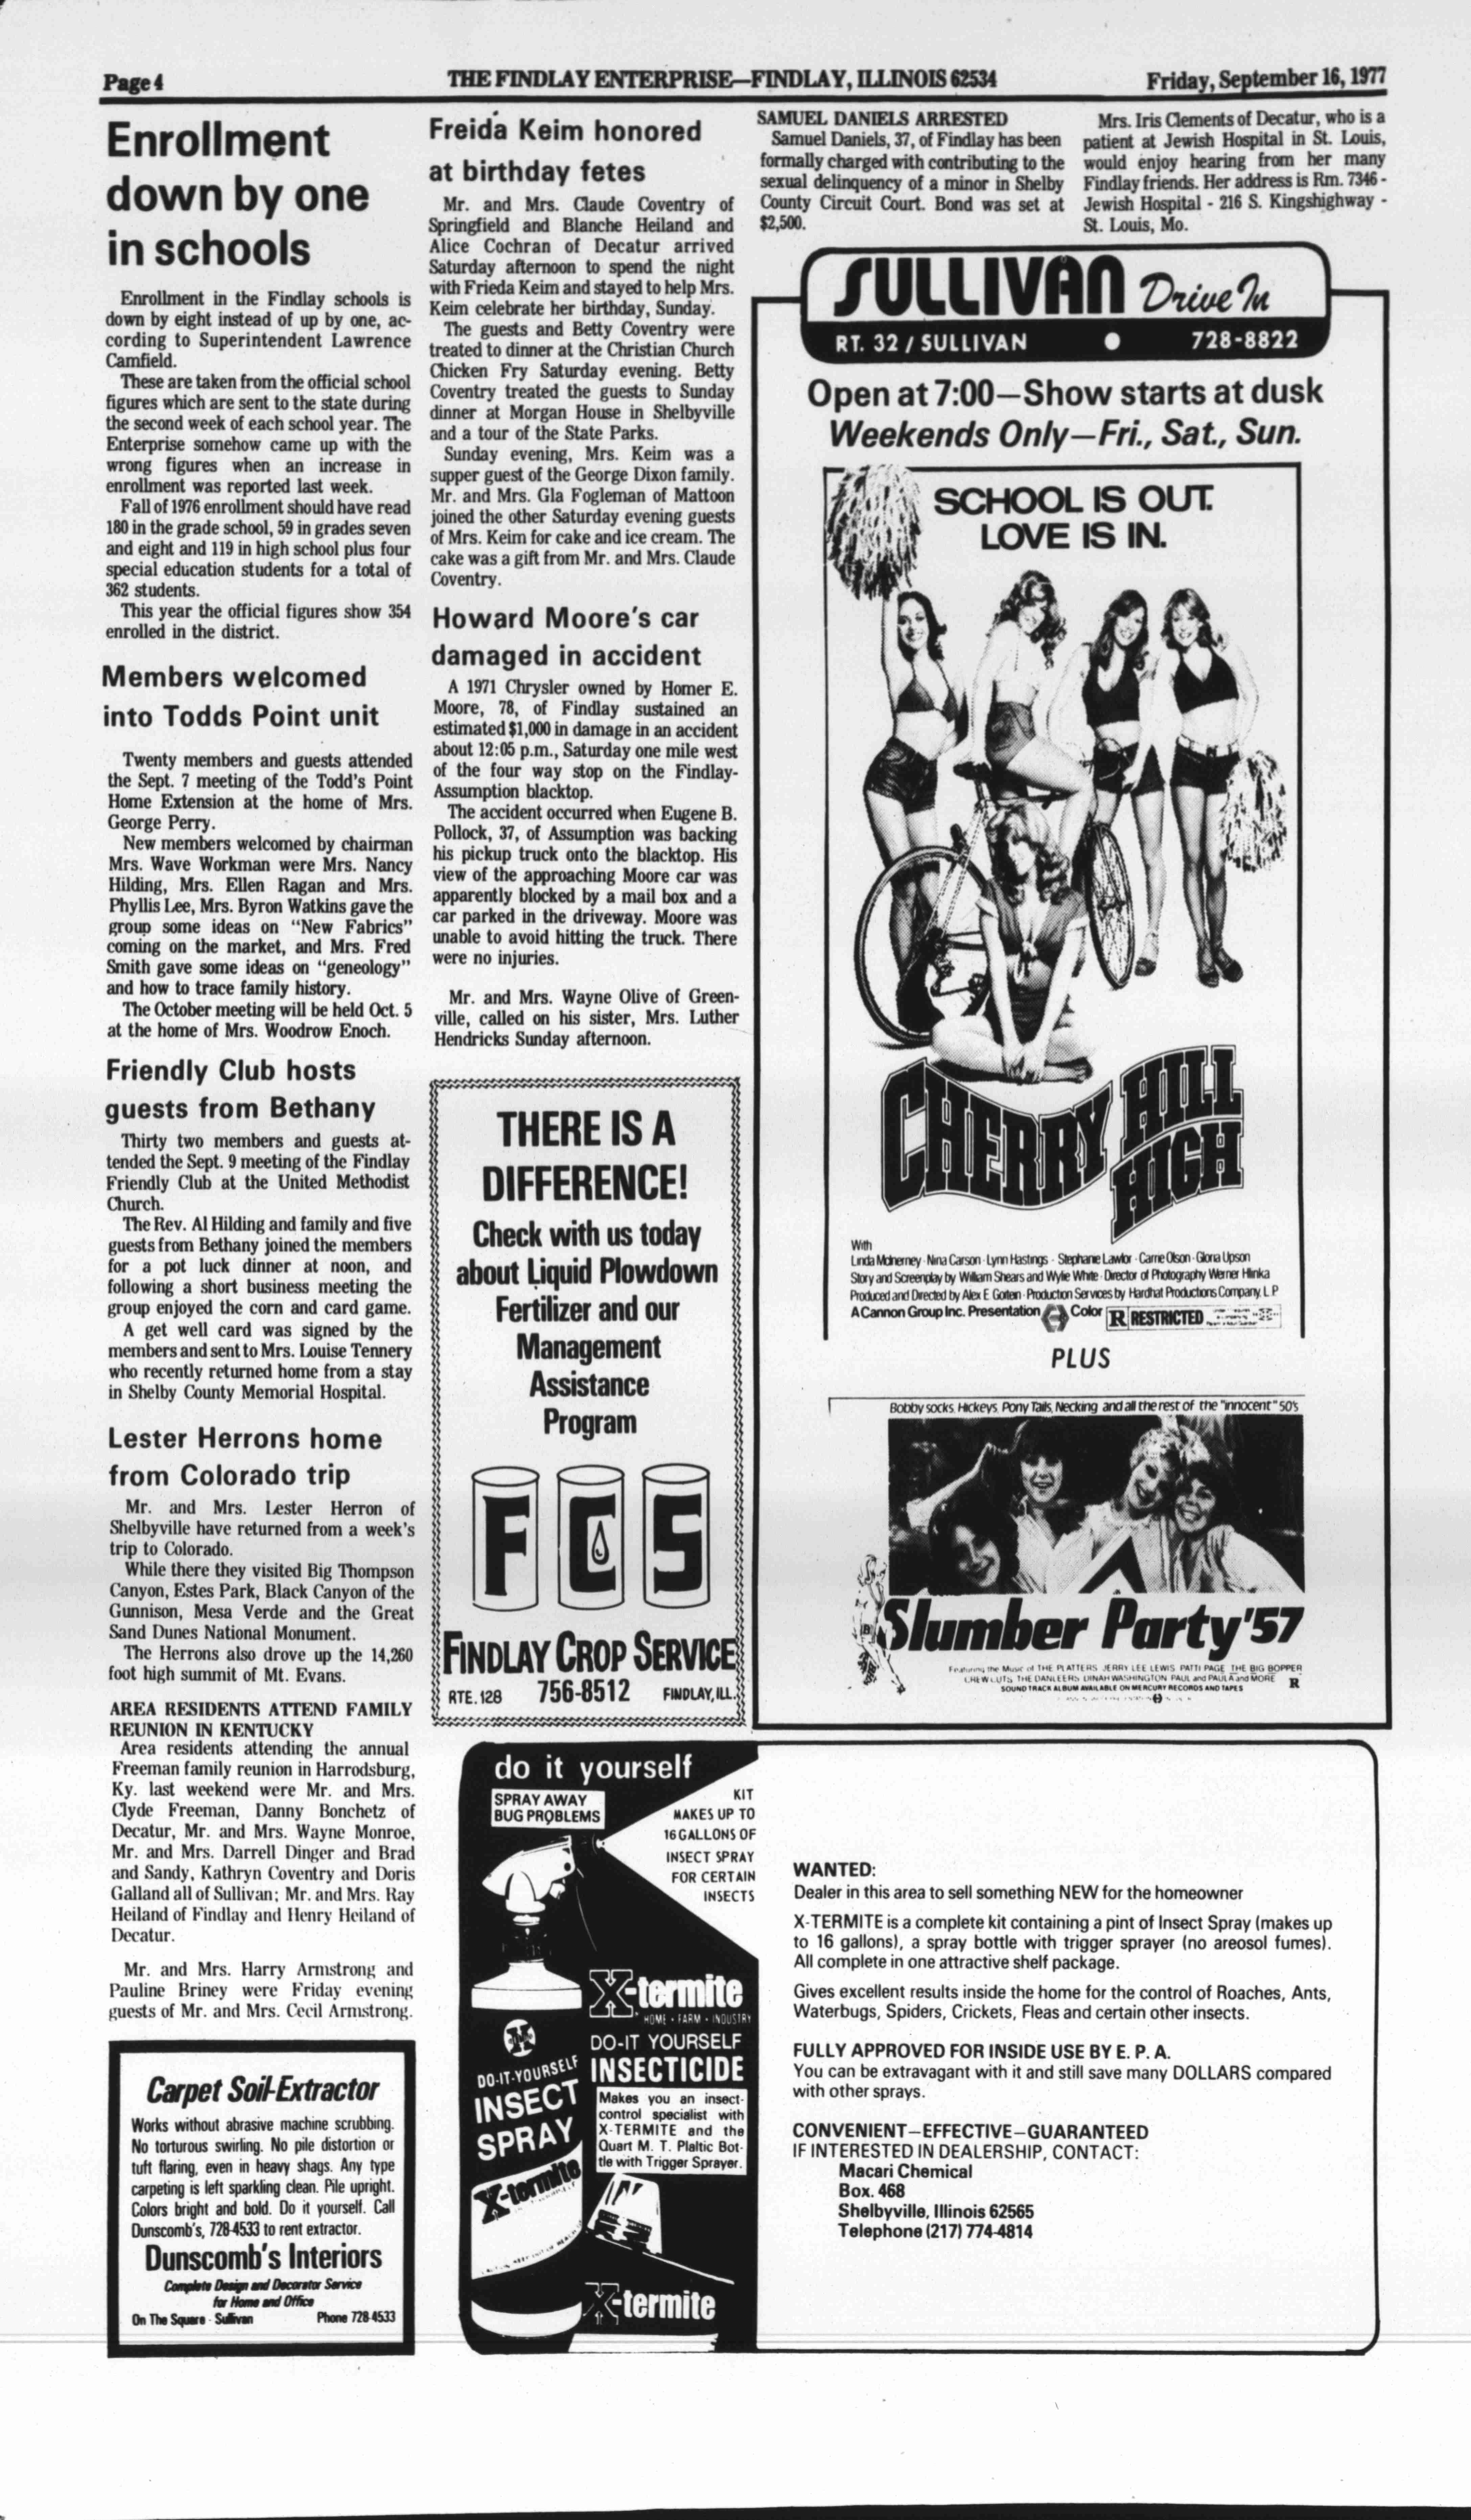 Page 4
THE FINDLAY ENTERPRISE—FINDLAY, ILLINOIS 62534
Friday, September 16, 1977
Enrollment
down by one
in schools
Enrollment in the Findlay schools is
down by eight instead of up by one, ac-
cording to Superintendent Lawrence
Camfield.
These are taken from the official school
figures which are sent to the state during
the second week of each school year. The
Enterprise somehow came up with the
wrong figures when an increase in
enrollment was reported last week.
Fall of 1976 enrollment should have read
180 in the grade school, 59 in grades seven
and eight and 119 in high school plus four
special education students for a total of
362 students.
This year the official figures show 354
enrolled in the district.
Members welcomed
into Todds Point unit
Twenty members and guests attended
the Sept. 7 meeting of the Todd's Point
Home Extension at the home of Mrs.
George Perry.
New members welcomed by chairman
Mrs. Wave Workman were Mrs. Nancy
Hilding, Mrs. Ellen Ragan and Mrs.
Phyllis Lee, Mrs. Byron Watkins gave the
group some ideas on "New Fabrics"
coming on the market, and Mrs. Fred
Smith gave some ideas on "geneology"
and how to trace family history.
The October meeting will be held Oct. 5
at the home of Mrs. Woodrow Enoch.
Friendly Club hosts
guests from Bethany
Thirty two members and guests at-
tended the Sept. 9 meeting of the Findlay
Friendly Club at the United Methodist
Church.
The Rev. Al Hilding and family and five
guests from Bethany joined the members
for a pot luck dinner at noon, and
following a short business meeting the
group enjoyed the corn and card game.
A get well card was signed by the
members and sent to Mrs. Louise Tennery
who recently returned home from a stay
in Shelby County Memorial Hospital.
Lester Herrons home
from Colorado trip
Mr. and Mrs. Lester Herron of
Shelbyville have returned from a week's
trip to Colorado.
While there they visited Big Thompson
Canyon, Estes Park, Black Canyon of the
Gunnison, Mesa Verde and the Great
Sand Dunes National Monument.
The Herrons also drove up the 14,260
foot high summit of Mt. Evans.
AREA RESIDENTS ATTEND FAMILY
REUNION IN KENTUCKY
Area residents attending the annual
Freeman family reunion in Harrodsburg,
Ky. last weekend were Mr. and Mrs.
Clyde Freeman, Danny Bonchetz of
Decatur, Mr. and Mrs. Wayne Monroe,
Mr. and Mrs. Darrell Dinger and Brad
and Sandy, Kathryn Coventry and Doris
Galland all of Sullivan; Mr. and Mrs. Ray
Heiland of Findlay and Henry Heiland of
Decatur.
Mr. and Mrs. Harry Armstrong and
Pauline Briney were Friday evening
guests of Mr. and Mrs. Cecil Armstrong.
Carpet Soil-Extractor
Works without abrasive machine scrubbing.
No torturous swirling. No pile distortion or
tuft flaring, even in heavy shags. Any type
carpeting is left sparkling clean. Pile upright.
Colors bright and bold. Do it yourself. Call
Dunscomb's, 728-4533 to rent extractor.
Dunscomb's Interiors
Complete Design and Decorator Service
for Home and Office
On The Square - Sullivan Phone 728-4533
Freida Keim honored
at birthday fetes
Mr. and Mrs. Claude Coventry of
Springfield and Blanche Heiland and
Alice Cochran of Decatur arrived
Saturday afternoon to spend the night
with Frieda Keim and stayed to help Mrs.
Keim celebrate her birthday, Sunday.
The guests and Betty Coventry were
treated to dinner at the Christian Church
Chicken Fry Saturday evening. Betty
Coventry treated the guests to Sunday
dinner at Morgan House in Shelbyville
and a tour of the State Parks.
Sunday evening, Mrs. Keim was a
supper guest of the George Dixon family.
Mr. and Mrs. Gla Fogleman of Mattoon
joined the other Saturday evening guests
of Mrs. Keim for cake and ice cream. The
cake was a gift from Mr. and Mrs. Claude
Coventry.
Howard Moore's car
damaged in accident
A 1971 Chrysler owned by Homer E.
Moore, 78, of Findlay sustained an
estimated $1,000 in damage in an accident
about 12:05 p.m., Saturday one mile west
of the four way stop on the Findlay-
Assumption blacktop.
The accident occurred when Eugene B.
Pollock, 37, of Assumption was backing
his pickup truck onto the blacktop. His
view of the approaching Moore car was
apparently blocked by a mail box and a
car parked in the driveway. Moore was
unable to avoid hitting the truck. There
were no injuries.
Mr. and Mrs. Wayne Olive of Green-
ville, called on his sister, Mrs. Luther
Hendricks Sunday afternoon.
THERE IS A
DIFFERENCE!
Check with us today
about Liquid Plowdown
Fertilizer and our
Management
Assistance
Program
FCS
FINDLAY CROP SERVICE
RTE. 128 756-8512 FINDLAY, ILL.
SAMUEL DANIELS ARRESTED
Samuel Daniels, 37, of Findlay has been
formally charged with contributing to the
sexual delinquency of a minor in Shelby
County Circuit Court. Bond was set at
$2,500.
Mrs. Iris Clements of Decatur, who is a
patient at Jewish Hospital in St. Louis,
would enjoy hearing from her many
Findlay friends. Her address is Rm. 7346 -
Jewish Hospital - 216 S. Kingshighway -
St. Louis, Mo.
SULLIVAN Drive In
RT. 32 / SULLIVAN • 728-8822
Open at 7:00—Show starts at dusk
Weekends Only—Fri., Sat., Sun.
SCHOOL IS OUT.
LOVE IS IN.
CHERRY HILL
HIGH
With
Linda McInerney · Nina Carson · Lynn Hastings · Stephanie Lawlor · Carrie Olson · Gloria Upson
Story and Screenplay by William Shears and Wylie White · Director of Photography Werner Hlinka
Produced and Directed by Alex E. Goiten · Production Services by Hardhat Productions Company, L.P.
A Cannon Group Inc. Presentation Color R RESTRICTED
PLUS
Bobby socks, Hickeys, Pony Tails, Necking and all the rest of the "innocent" 50's
Slumber Party '57
Featuring the Music of THE PLATTERS JERRY LEE LEWIS PATTI PAGE THE BIG BOPPER
CREW CUTS THE DANLEERS DINAH WASHINGTON PAUL and PAULA and MORE
SOUND TRACK ALBUM AVAILABLE ON MERCURY RECORDS AND TAPES
R
do it yourself
SPRAY AWAY
BUG PROBLEMS
KIT
MAKES UP TO
16 GALLONS OF
INSECT SPRAY
FOR CERTAIN
INSECTS
X-termite
HOME · FARM · INDUSTRY
DO-IT YOURSELF
INSECTICIDE
Makes you an insect-
control specialist with
X-TERMITE and the
Quart M. T. Plaltic Bot-
tle with Trigger Sprayer.
DO-IT-YOURSELF
INSECT
SPRAY
X-termite
X-termite
WANTED:
Dealer in this area to sell something NEW for the homeowner
X-TERMITE is a complete kit containing a pint of Insect Spray (makes up
to 16 gallons), a spray bottle with trigger sprayer (no areosol fumes).
All complete in one attractive shelf package.
Gives excellent results inside the home for the control of Roaches, Ants,
Waterbugs, Spiders, Crickets, Fleas and certain other insects.
FULLY APPROVED FOR INSIDE USE BY E. P. A.
You can be extravagant with it and still save many DOLLARS compared
with other sprays.
CONVENIENT—EFFECTIVE—GUARANTEED
IF INTERESTED IN DEALERSHIP, CONTACT:
Macari Chemical
Box. 468
Shelbyville, Illinois 62565
Telephone (217) 774-4814